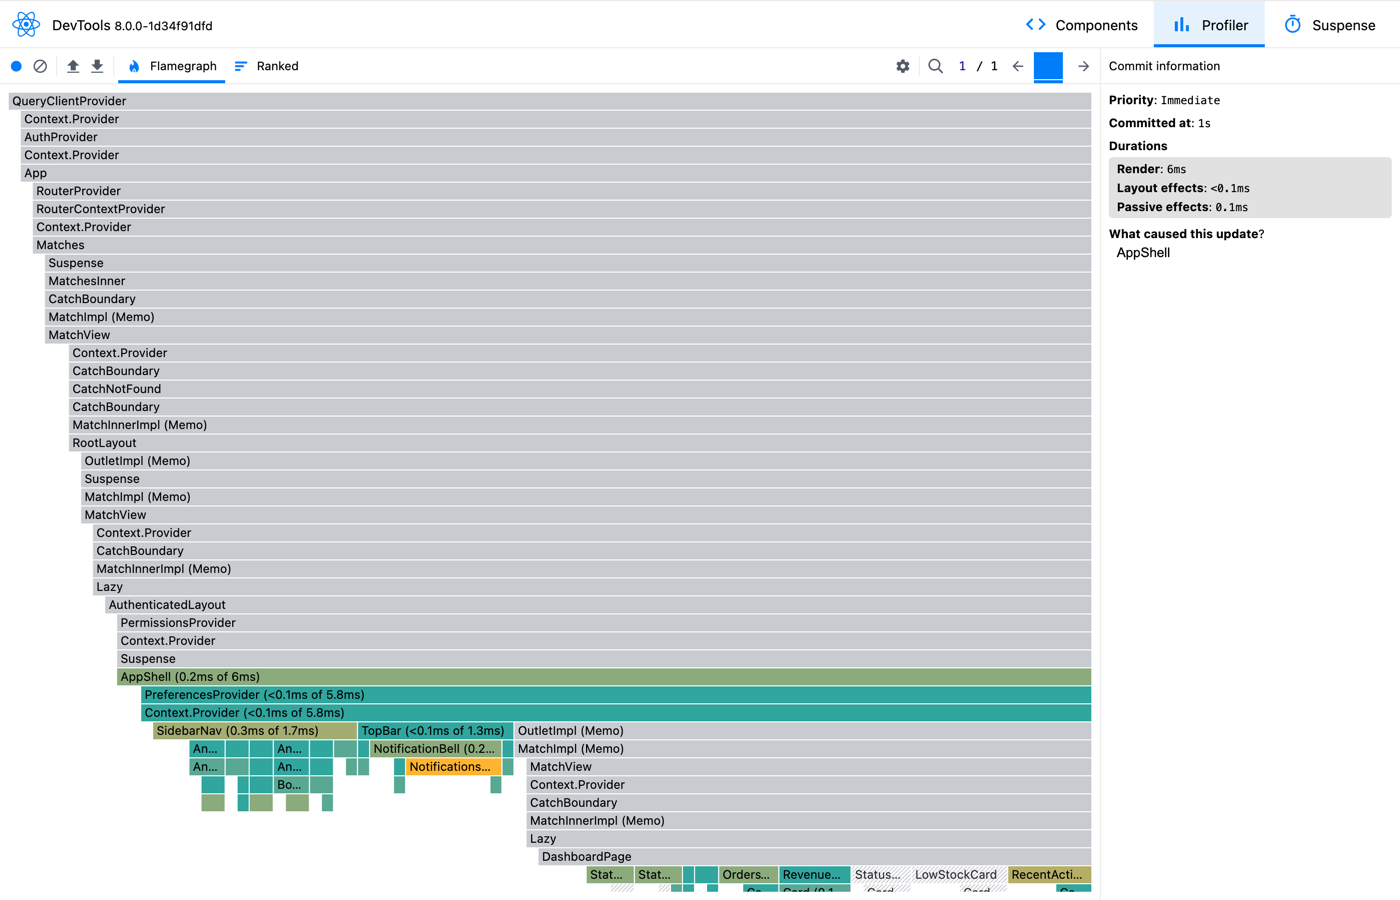 DevTools 8.0.0-1d34f91dfd
Components
Profiler
Suspense
Flamegraph
Ranked
1 / 1
Commit information
Priority: Immediate
Committed at: 1s
Durations
Render: 6ms
Layout effects: <0.1ms
Passive effects: 0.1ms
What caused this update?
AppShell
QueryClientProvider
Context.Provider
AuthProvider
Context.Provider
App
RouterProvider
RouterContextProvider
Context.Provider
Matches
Suspense
MatchesInner
CatchBoundary
MatchImpl (Memo)
MatchView
Context.Provider
CatchBoundary
CatchNotFound
CatchBoundary
MatchInnerImpl (Memo)
RootLayout
OutletImpl (Memo)
Suspense
MatchImpl (Memo)
MatchView
Context.Provider
CatchBoundary
MatchInnerImpl (Memo)
Lazy
AuthenticatedLayout
PermissionsProvider
Context.Provider
Suspense
AppShell (0.2ms of 6ms)
PreferencesProvider (<0.1ms of 5.8ms)
Context.Provider (<0.1ms of 5.8ms)
SidebarNav (0.3ms of 1.7ms) TopBar (<0.1ms of 1.3ms) OutletImpl (Memo)
An... An... NotificationBell (0.2... MatchImpl (Memo)
An... An... Notifications... MatchView
Bo... Context.Provider
CatchBoundary
MatchInnerImpl (Memo)
Lazy
DashboardPage
Stat... Stat... Orders... Revenue... Status... LowStockCard RecentActi...